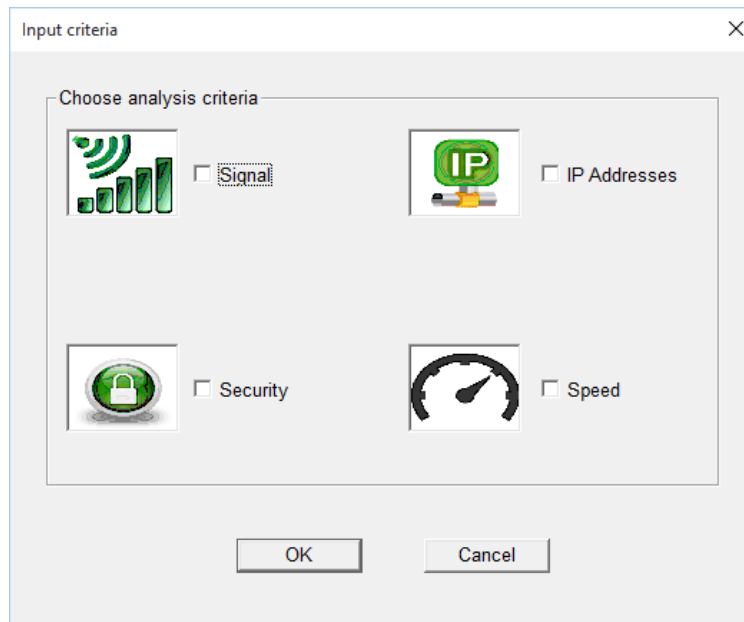 Input criteria
Choose analysis criteria
Signal
IP
IP Addresses
Security
Speed
OK
Cancel